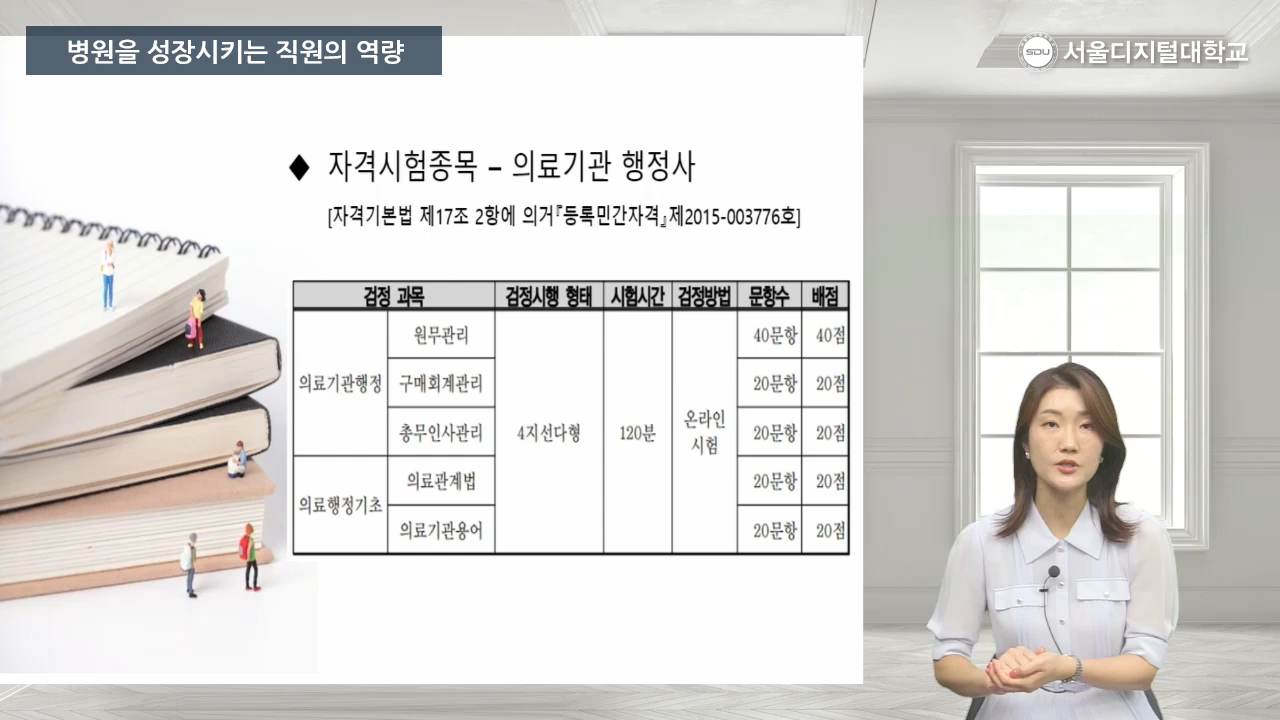 병원을 성장시키는 직원의 역량
SDU 서울디지털대학교
♦ 자격시험종목 – 의료기관 행정사
[자격기본법 제17조 2항에 의거『등록민간자격』제2015-003776호]
검정 과목 검정시행 형태 시험시간 검정방법 문항수 배점
의료기관행정 원무관리 4지선다형 120분 온라인 시험 40문항 40점
구매회계관리 20문항 20점
총무인사관리 20문항 20점
의료행정기초 의료관계법 20문항 20점
의료기관용어 20문항 20점